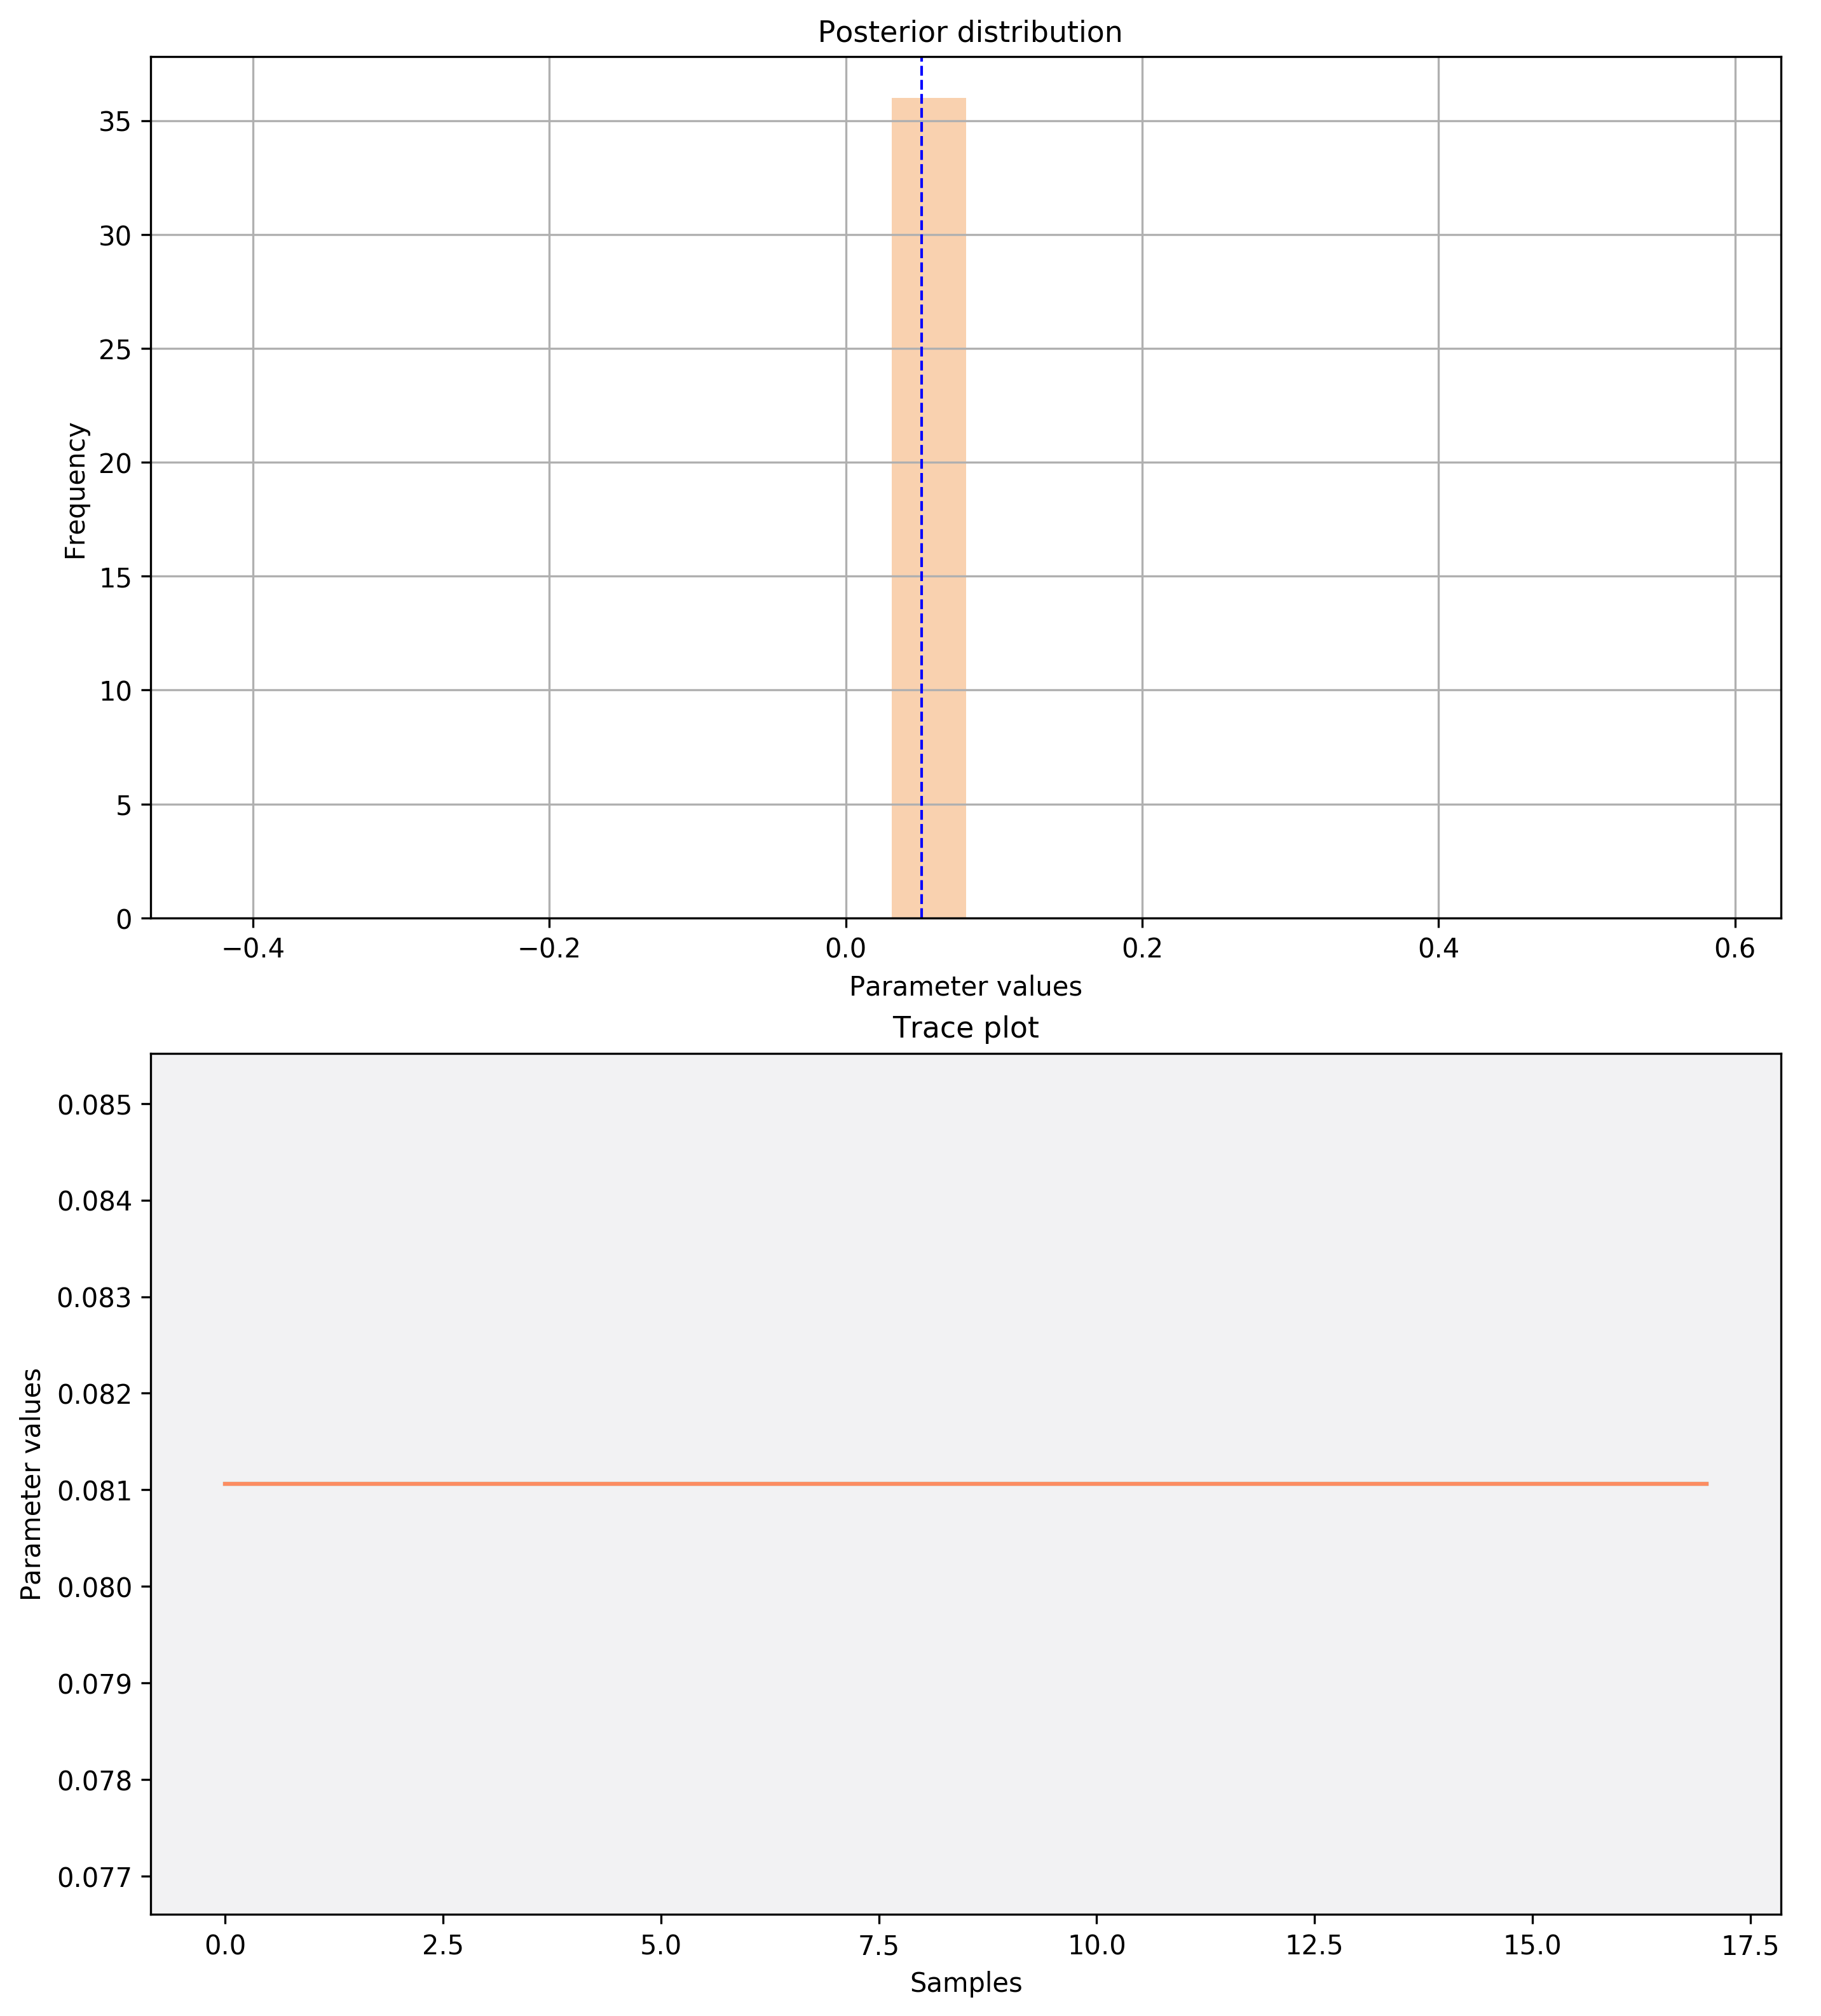 Posterior distribution
35
30
25
20
15
10
5
0
Frequency
−0.4 −0.2 0.0 0.2 0.4 0.6
Parameter values
Trace plot
0.085
0.084
0.083
0.082
0.081
0.080
0.079
0.078
0.077
Parameter values
0.0 2.5 5.0 7.5 10.0 12.5 15.0 17.5
Samples